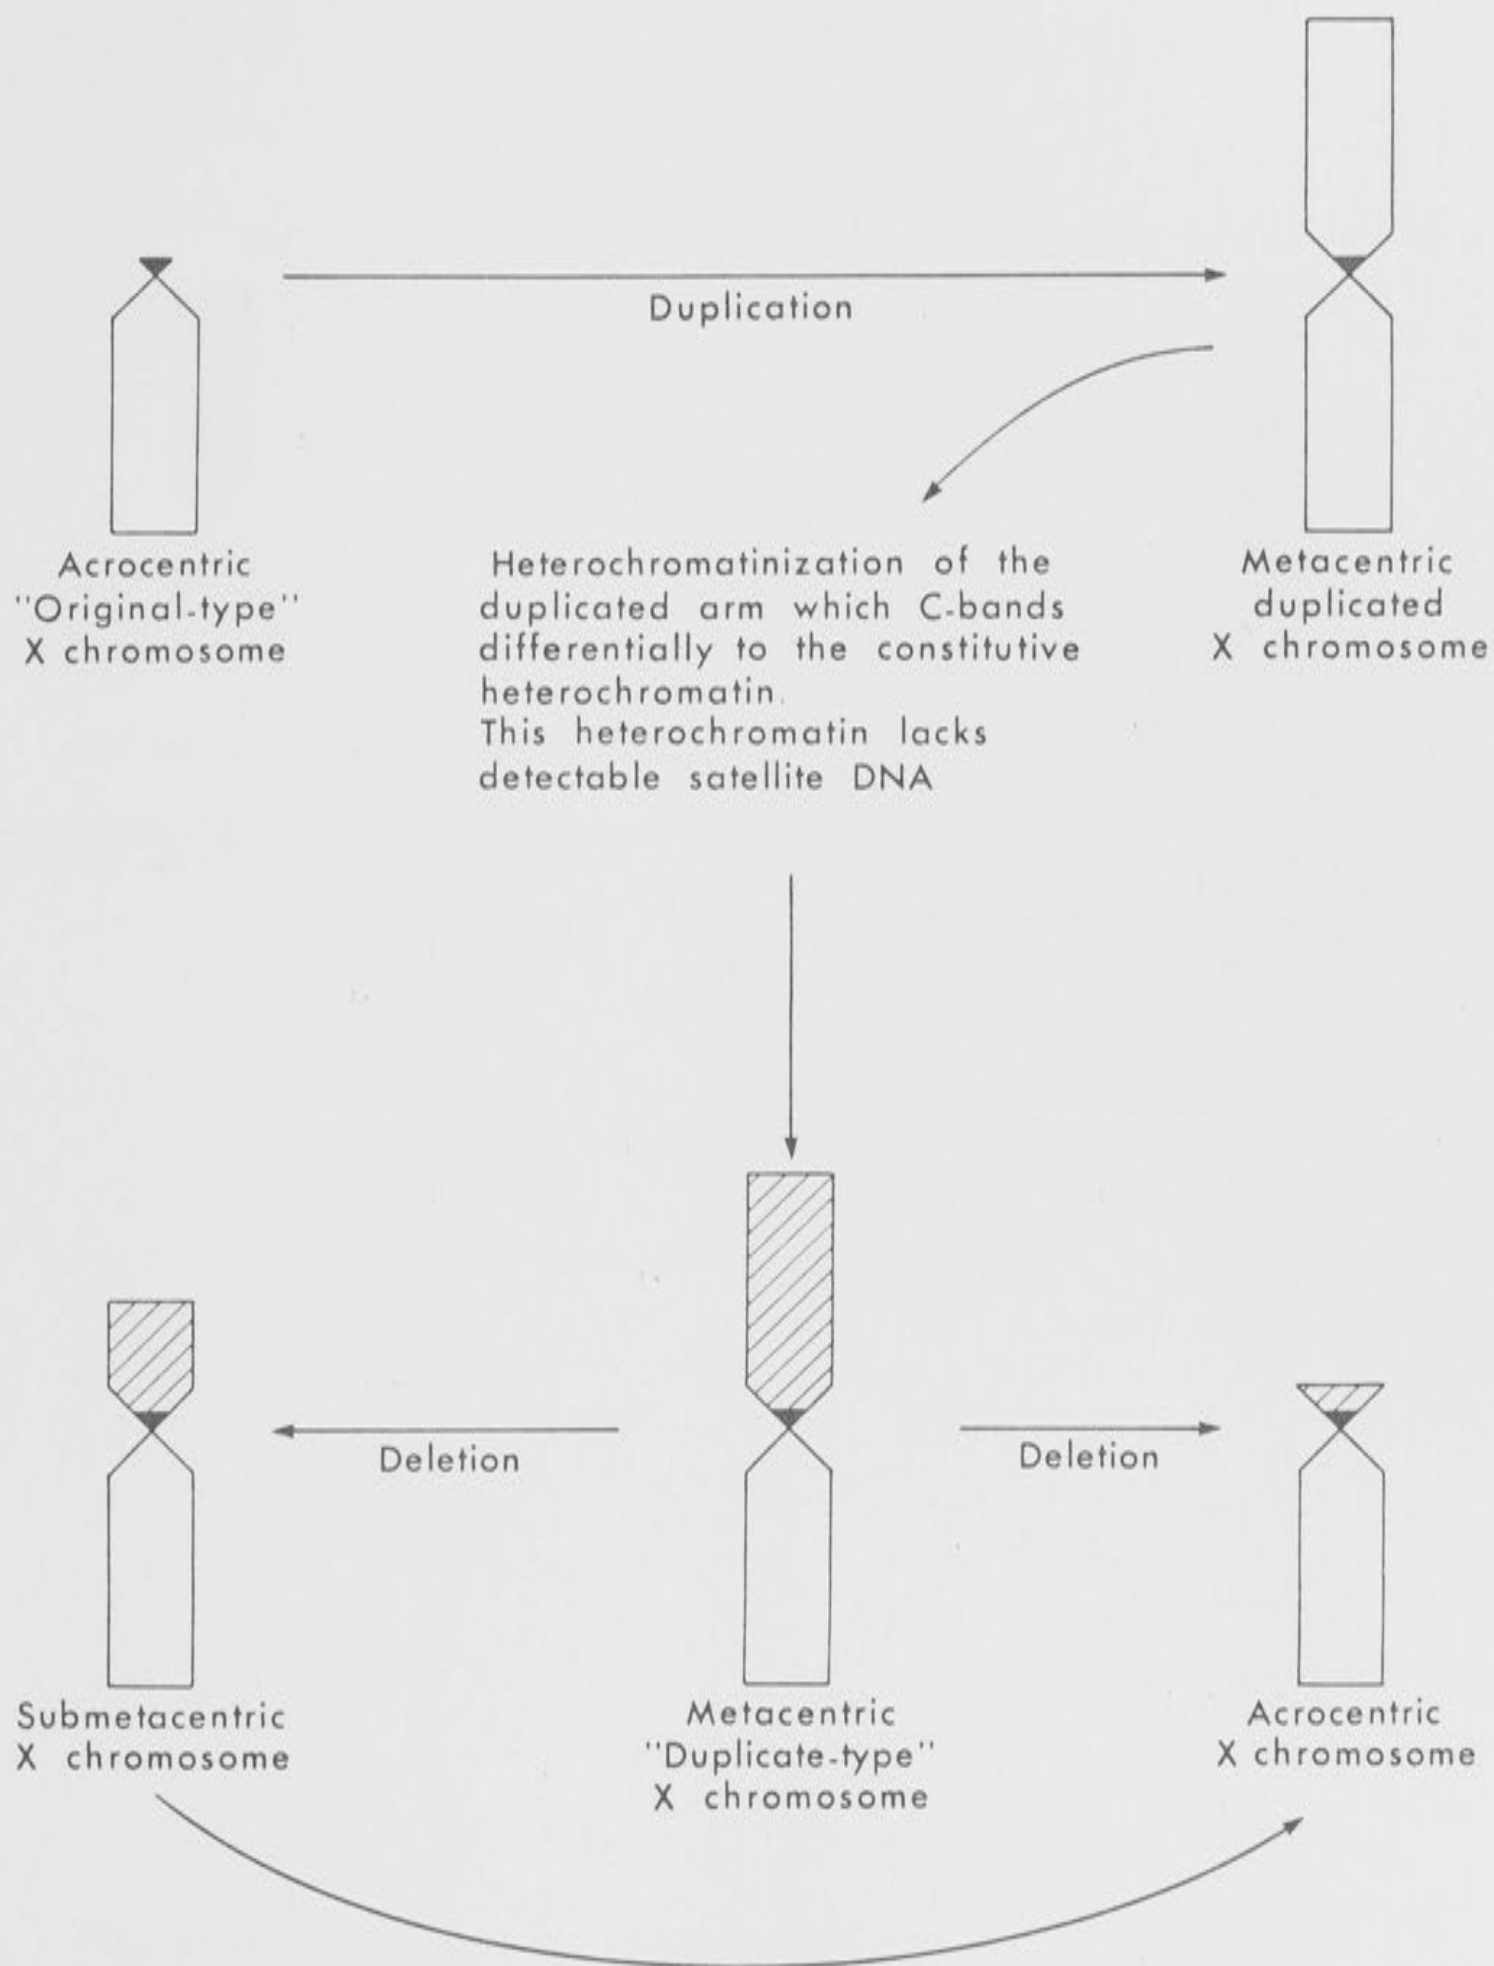 Duplication
Acrocentric
"Original-type"
X chromosome
Heterochromatinization of the
duplicated arm which C-bands
differentially to the constitutive
heterochromatin.
This heterochromatin lacks
detectable satellite DNA
Metacentric
duplicated
X chromosome
Deletion
Deletion
Submetacentric
X chromosome
Metacentric
"Duplicate-type"
X chromosome
Acrocentric
X chromosome